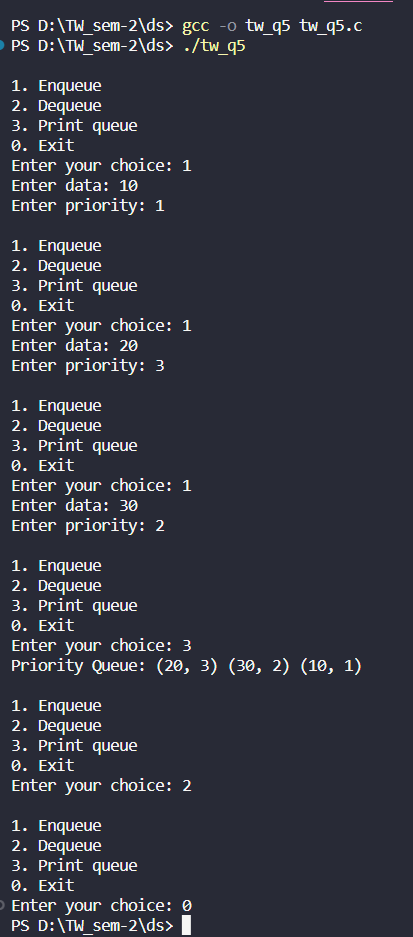 PS D:\TW_sem-2\ds> gcc -o tw_q5 tw_q5.c
PS D:\TW_sem-2\ds> ./tw_q5
1. Enqueue
2. Dequeue
3. Print queue
0. Exit
Enter your choice: 1
Enter data: 10
Enter priority: 1
1. Enqueue
2. Dequeue
3. Print queue
0. Exit
Enter your choice: 1
Enter data: 20
Enter priority: 3
1. Enqueue
2. Dequeue
3. Print queue
0. Exit
Enter your choice: 1
Enter data: 30
Enter priority: 2
1. Enqueue
2. Dequeue
3. Print queue
0. Exit
Enter your choice: 3
Priority Queue: (20, 3) (30, 2) (10, 1)
1. Enqueue
2. Dequeue
3. Print queue
0. Exit
Enter your choice: 2
1. Enqueue
2. Dequeue
3. Print queue
0. Exit
Enter your choice: 0
PS D:\TW_sem-2\ds>